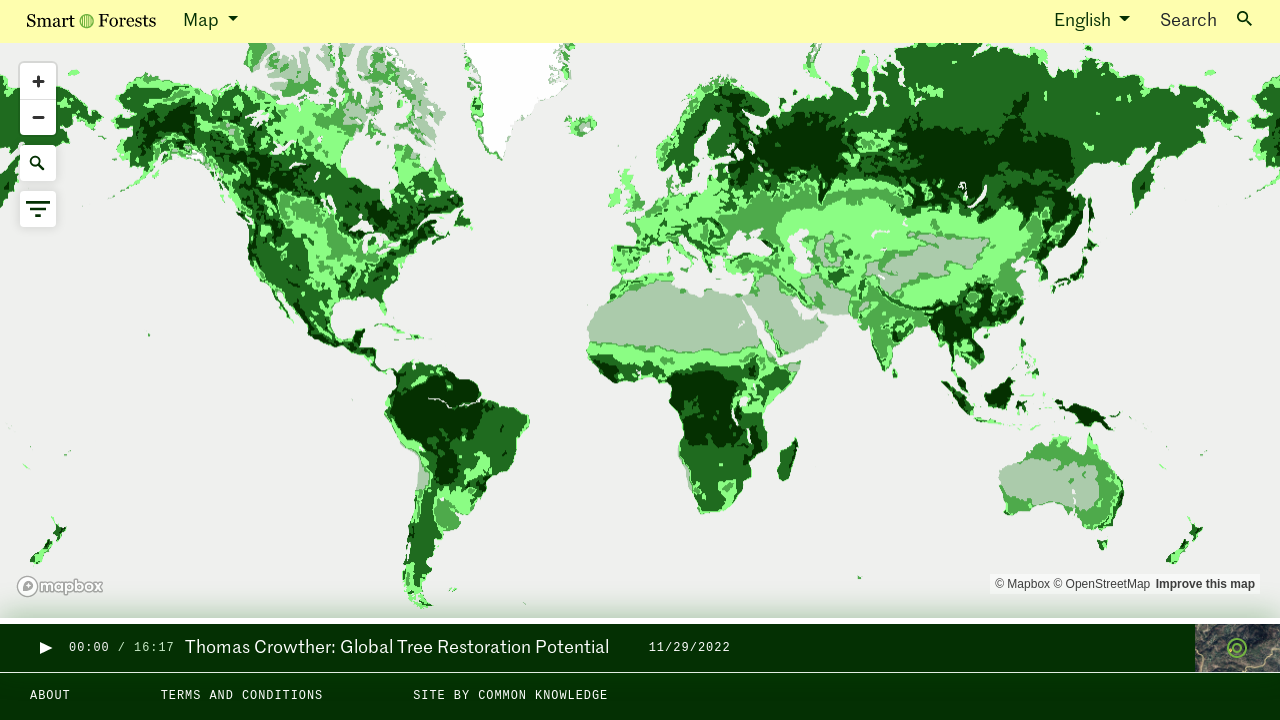 Smart Forests Map English Search
mapbox
© Mapbox © OpenStreetMap Improve this map
00:00 / 16:17 Thomas Crowther: Global Tree Restoration Potential 11/29/2022
ABOUT TERMS AND CONDITIONS SITE BY COMMON KNOWLEDGE